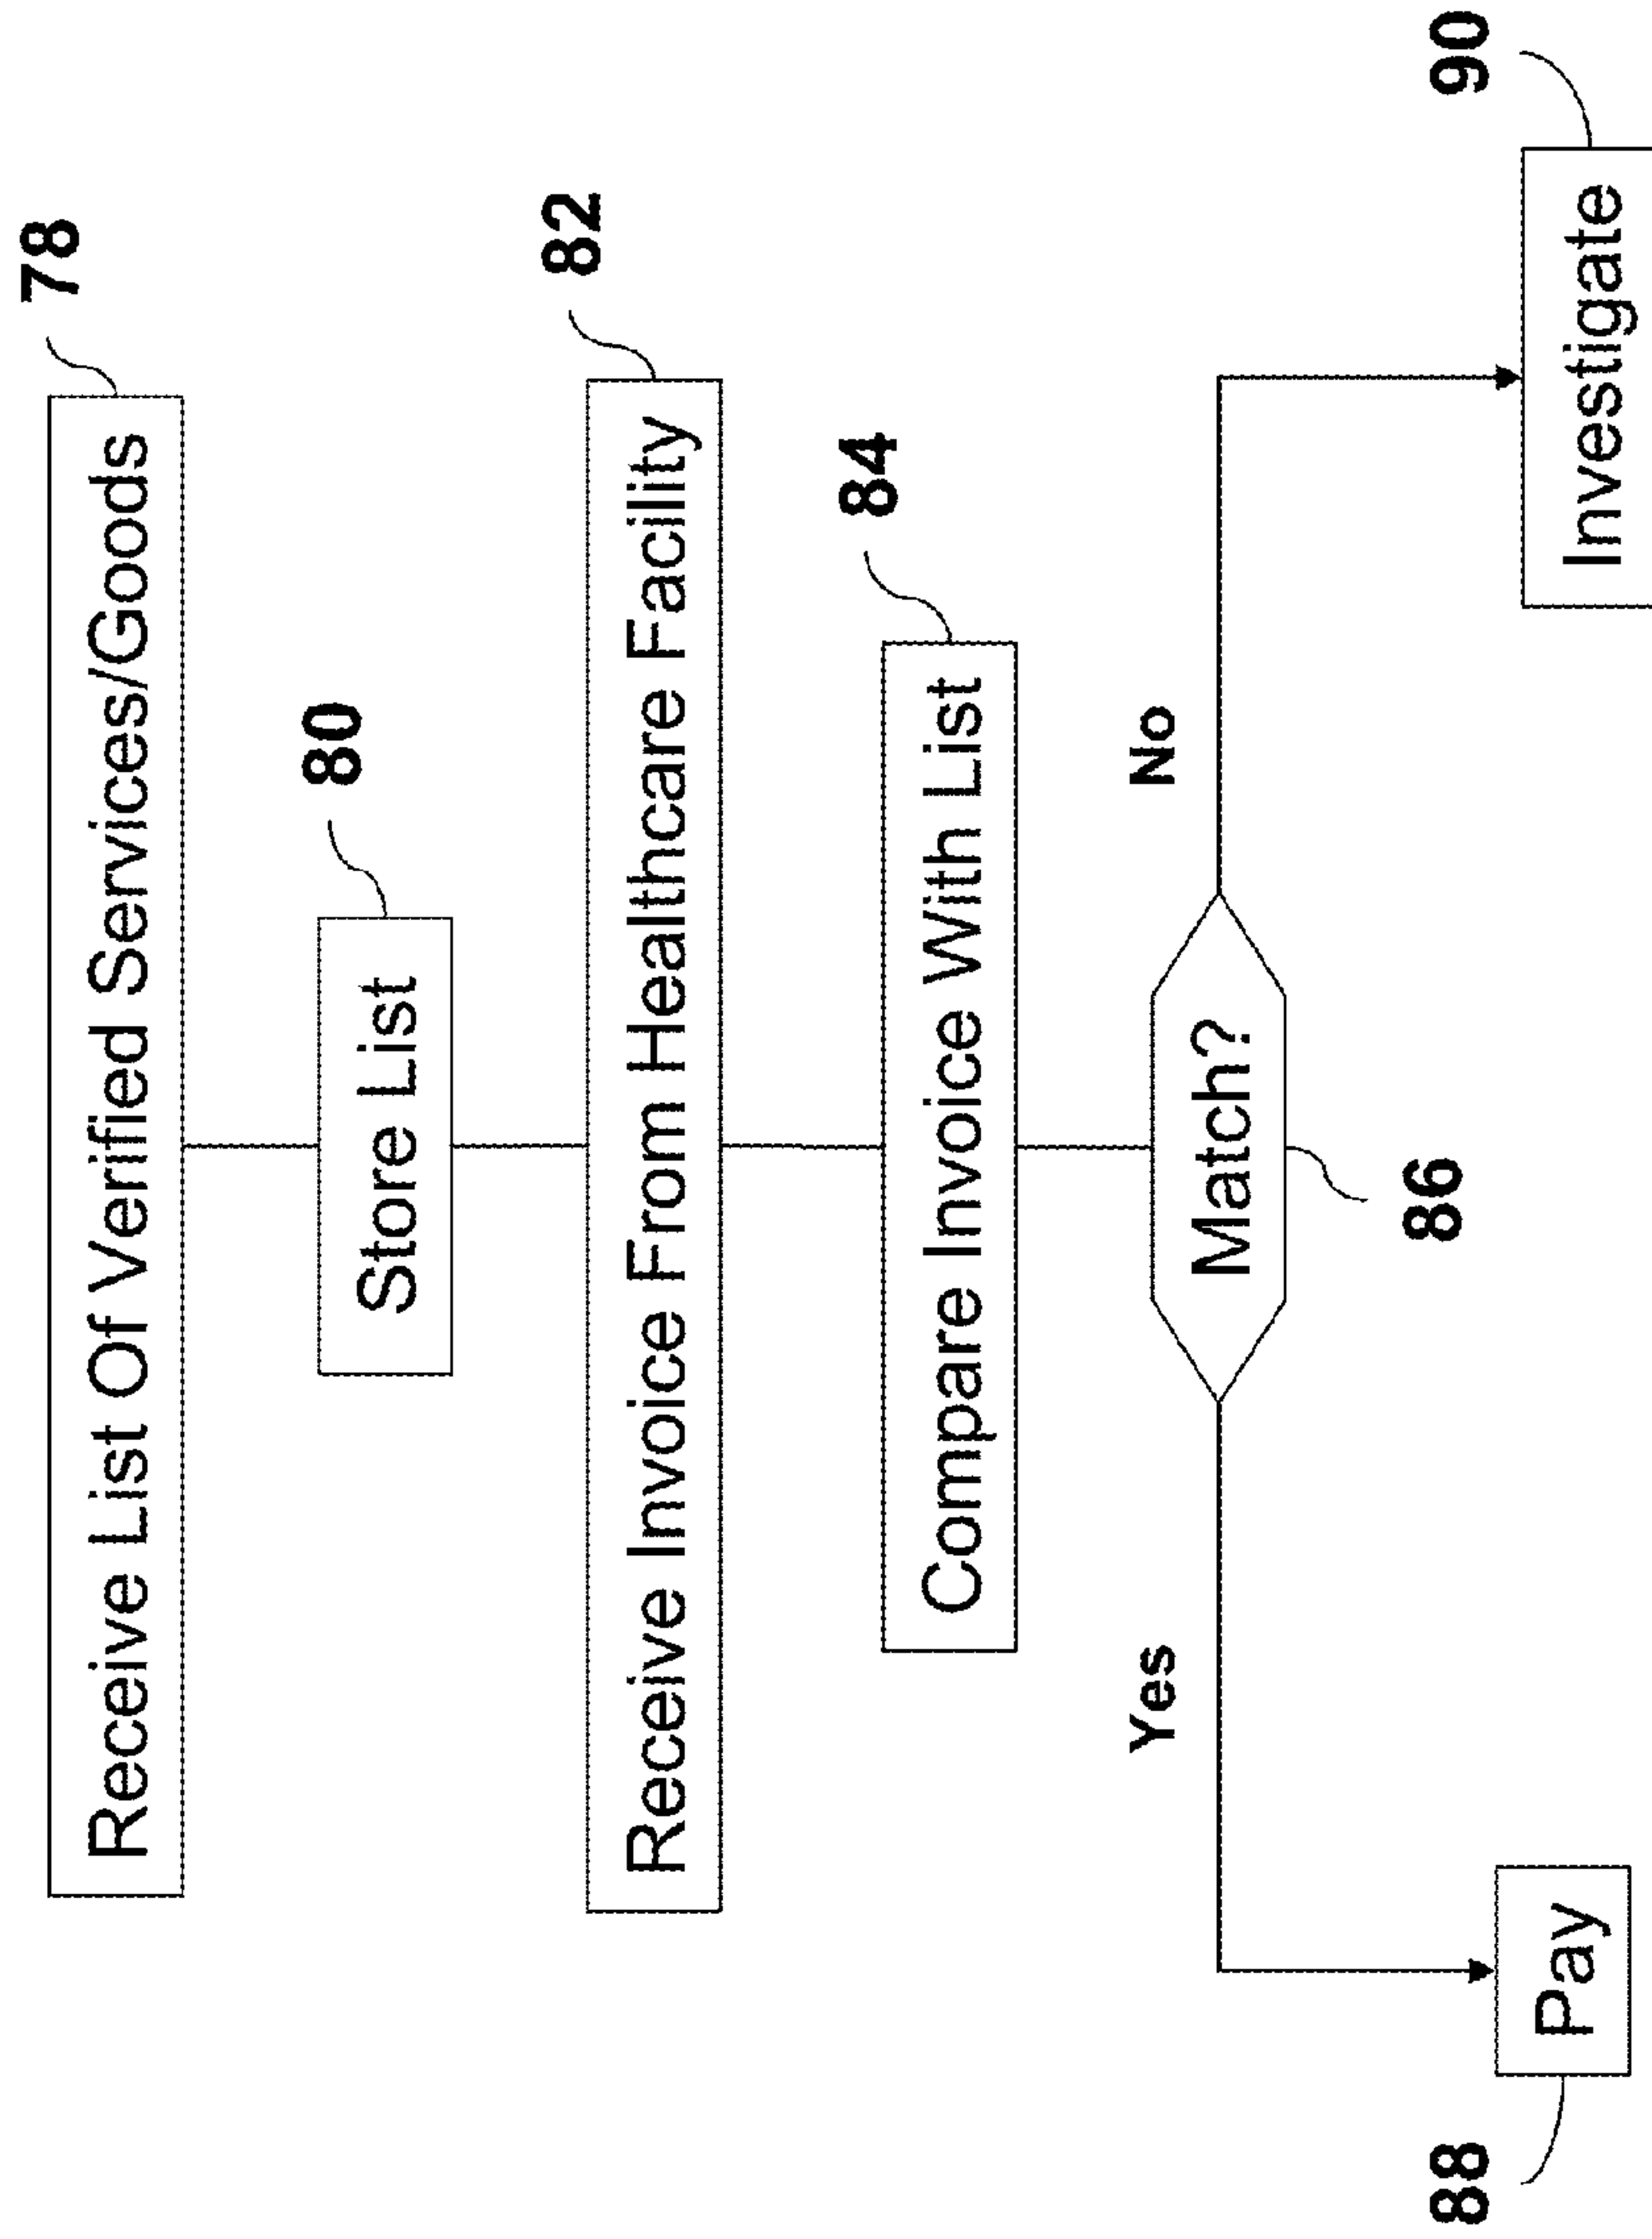 78
Receive List Of Verified Services/Goods
80
Store List
82
Receive Invoice From Healthcare Facility
84
Compare Invoice With List
Yes
No
Match?
86
88
Pay
90
Investigate